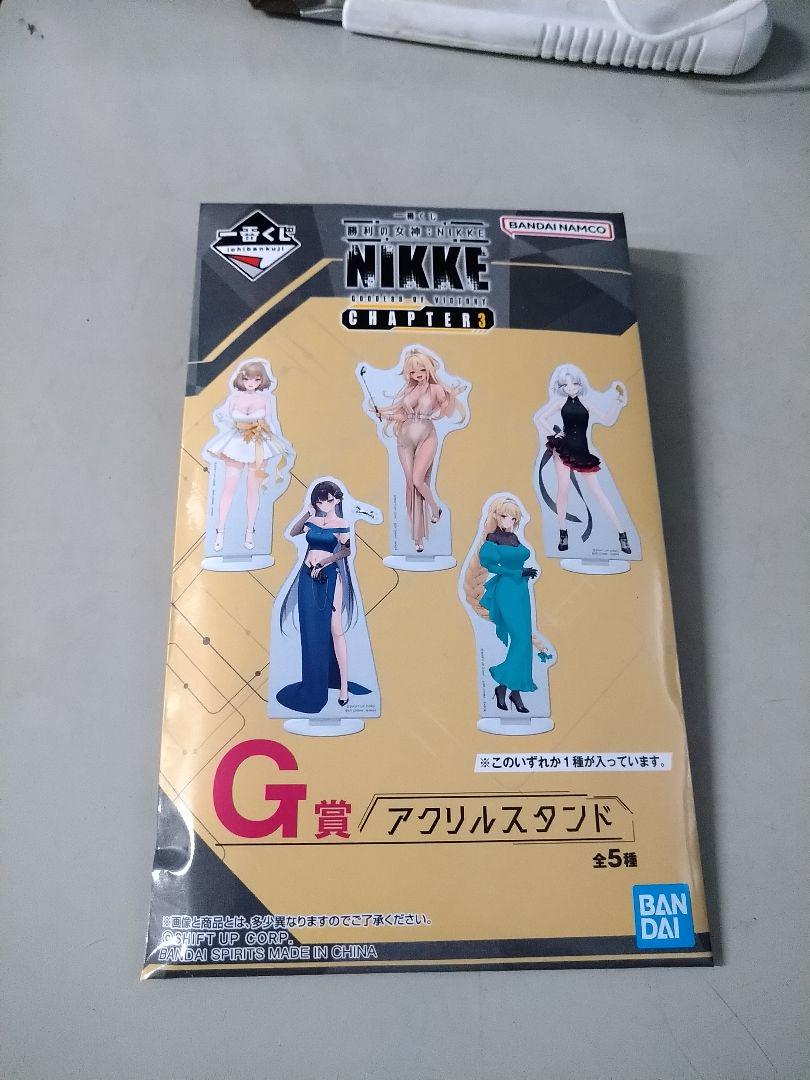 一番くじ
ichibankuji
一番くじ
勝利の女神：NIKKE
NIKKE
GODDESS OF VICTORY
CHAPTER3
BANDAI NAMCO
※このいずれか1種が入っています。
G賞
アクリルスタンド
全5種
※画像と商品とは、多少異なりますのでご了承ください。
©SHIFT UP CORP.
BANDAI SPIRITS MADE IN CHINA
BAN
DAI